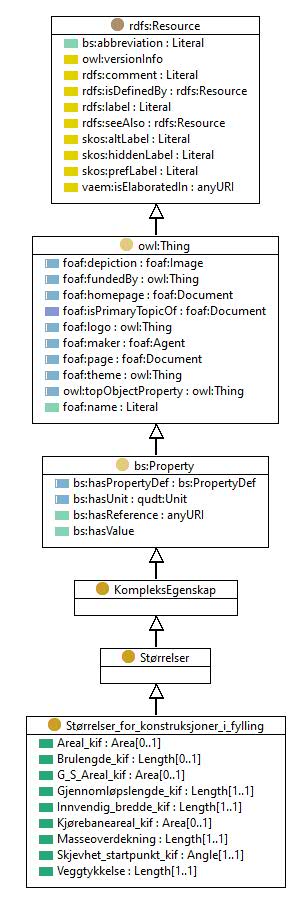 rdfs:Resource
bs:abbreviation : Literal
owl:versionInfo
rdfs:comment : Literal
rdfs:isDefinedBy : rdfs:Resource
rdfs:label : Literal
rdfs:seeAlso : rdfs:Resource
skos:altLabel : Literal
skos:hiddenLabel : Literal
skos:prefLabel : Literal
vaem:isElaboratedIn : anyURI
owl:Thing
foaf:depiction : foaf:Image
foaf:fundedBy : owl:Thing
foaf:homepage : foaf:Document
foaf:isPrimaryTopicOf : foaf:Document
foaf:logo : owl:Thing
foaf:maker : foaf:Agent
foaf:page : foaf:Document
foaf:theme : owl:Thing
owl:topObjectProperty : owl:Thing
foaf:name : Literal
bs:Property
bs:hasPropertyDef : bs:PropertyDef
bs:hasUnit : qudt:Unit
bs:hasReference : anyURI
bs:hasValue
KompleksEgenskap
Størrelser
Størrelser_for_konstruksjoner_i_fylling
Areal_kif : Area[0..1]
Brulengde_kif : Length[0..1]
G_S_Areal_kif : Area[0..1]
Gjennomløpslengde_kif : Length[1..1]
Innvendig_bredde_kif : Length[1..1]
Kjørebaneareal_kif : Area[0..1]
Masseoverdekning : Length[1..1]
Skjevhet_startpunkt_kif : Angle[1..1]
Veggtykkelse : Length[1..1]